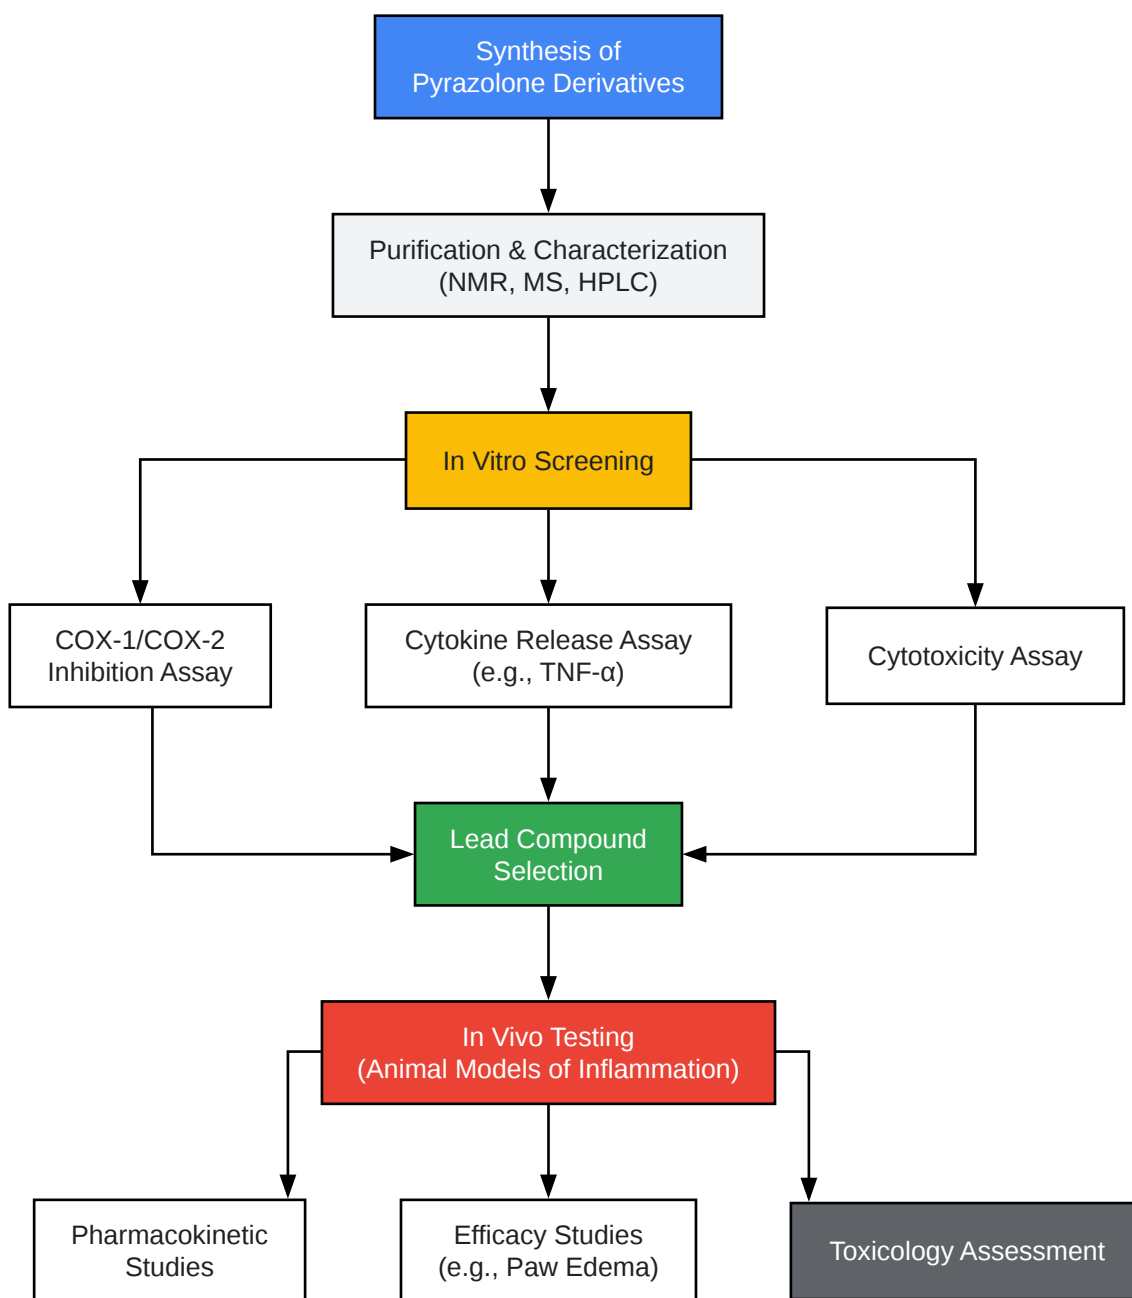 Synthesis of
Pyrazolone Derivatives
Purification & Characterization
(NMR, MS, HPLC)
In Vitro Screening
COX-1/COX-2
Inhibition Assay
Cytokine Release Assay
(e.g., TNF-α)
Cytotoxicity Assay
Lead Compound
Selection
In Vivo Testing
(Animal Models of Inflammation)
Pharmacokinetic
Studies
Efficacy Studies
(e.g., Paw Edema)
Toxicology Assessment